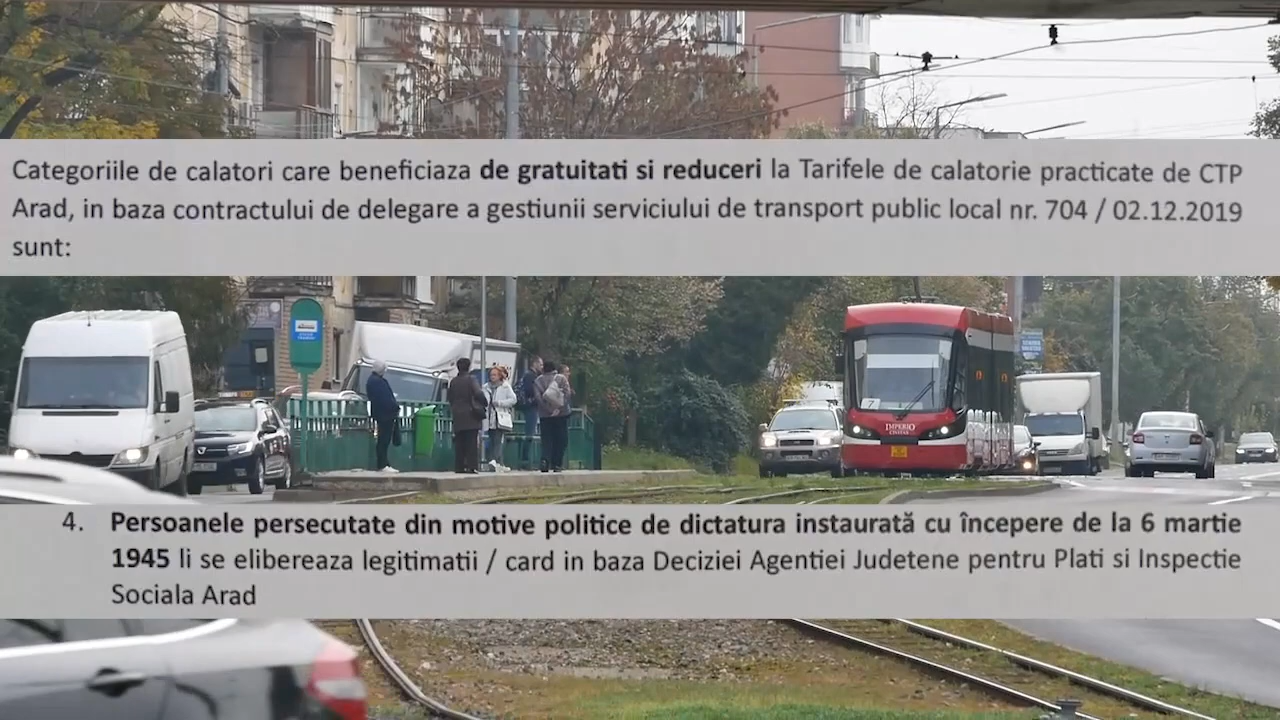 Categoriile de calatori care beneficiaza de gratuitati si reduceri la Tarifele de calatorie practicate de CTP
Arad, in baza contractului de delegare a gestiunii serviciului de transport public local nr. 704 / 02.12.2019
sunt:
7
IMPERIO
4. Persoanele persecutate din motive politice de dictatura instaurată cu începere de la 6 martie
1945 li se elibereaza legitimatii / card in baza Deciziei Agentiei Judetene pentru Plati si Inspectie
Sociala Arad